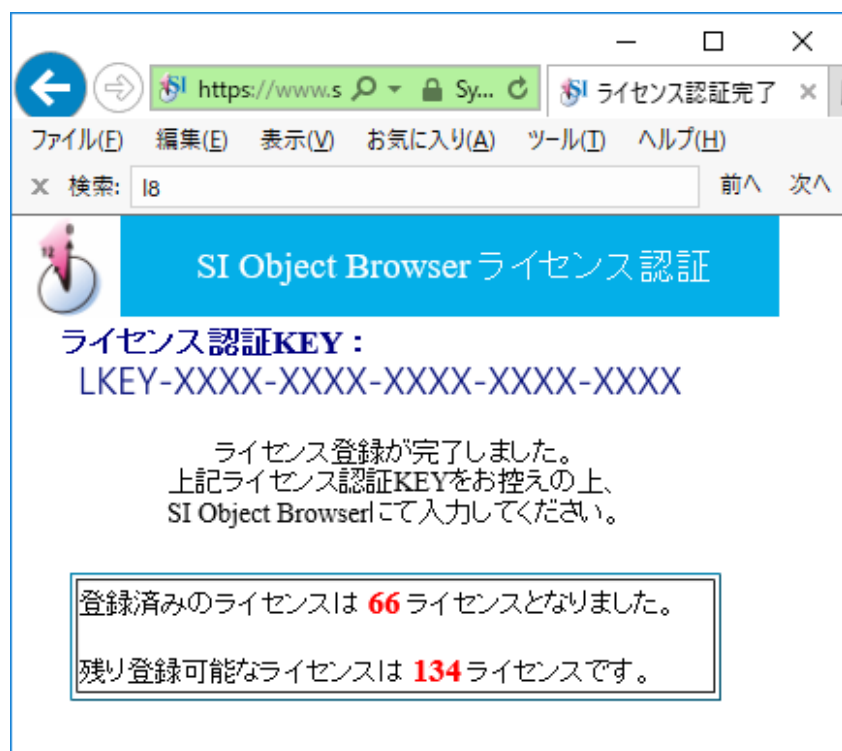 https://www.s
Sy...
ライセンス認証完了
ファイル(F) 編集(E) 表示(V) お気に入り(A) ツール(T) ヘルプ(H)
x 検索: l8 前へ 次へ
SI Object Browserライセンス認証
ライセンス認証KEY：
LKEY-XXXX-XXXX-XXXX-XXXX-XXXX
ライセンス登録が完了しました。
上記ライセンス認証KEYをお控えの上、
SI Object Browserにて入力してください。
登録済みのライセンスは 66 ライセンスとなりました。
残り登録可能なライセンスは 134 ライセンスです。